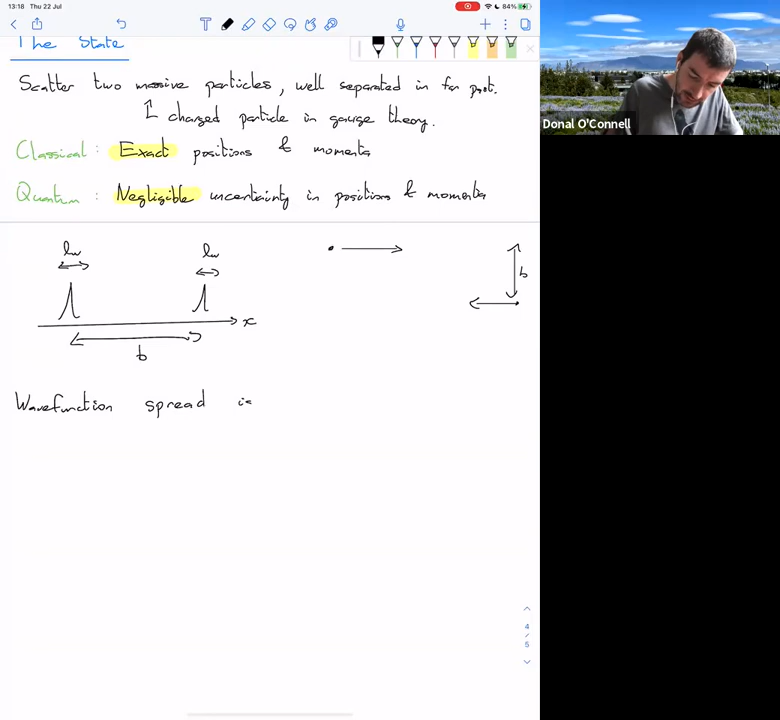 13:18 Thu 22 Jul
84%
The State
Scatter two massive particles, well separated in far past.
↑ charged particle in gauge theory.
Classical: Exact positions & momenta
Quantum: Negligible uncertainty in positions & momenta
lw
lw
b
x
b
Wavefunction spread is
4
/
5
Donal O'Connell